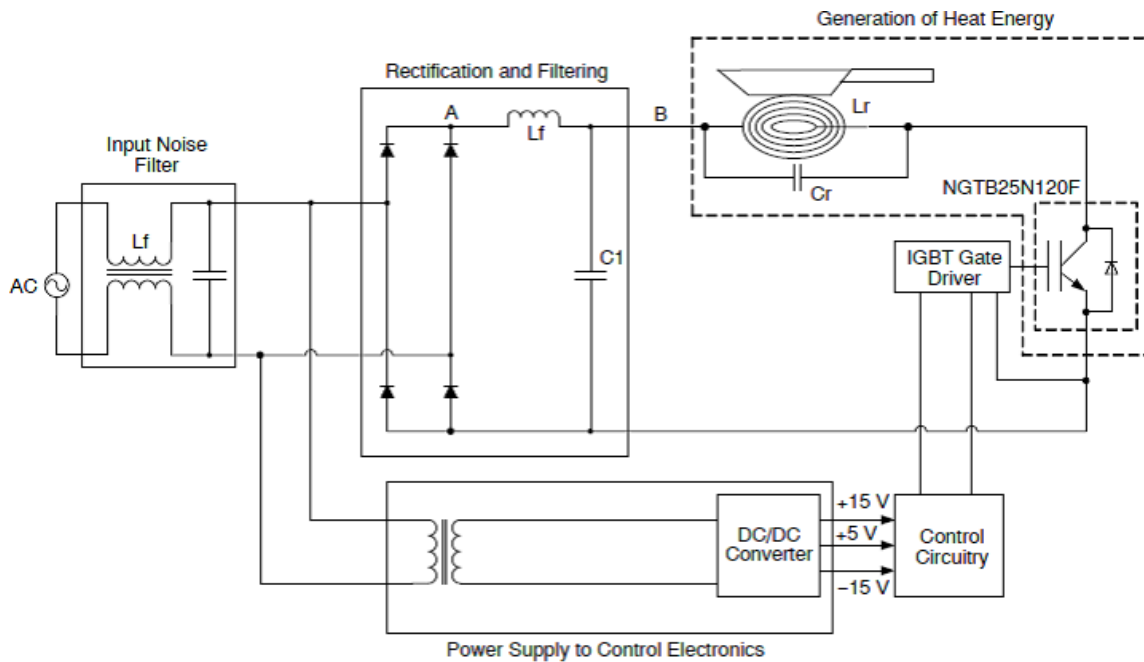 Generation of Heat Energy
Rectification and Filtering
Input Noise
Filter
A
B
Lr
Lf
Cr
NGTB25N120F
Lf
AC
C1
IGBT Gate
Driver
+15 V
+5 V
−15 V
DC/DC
Converter
Control
Circuitry
Power Supply to Control Electronics